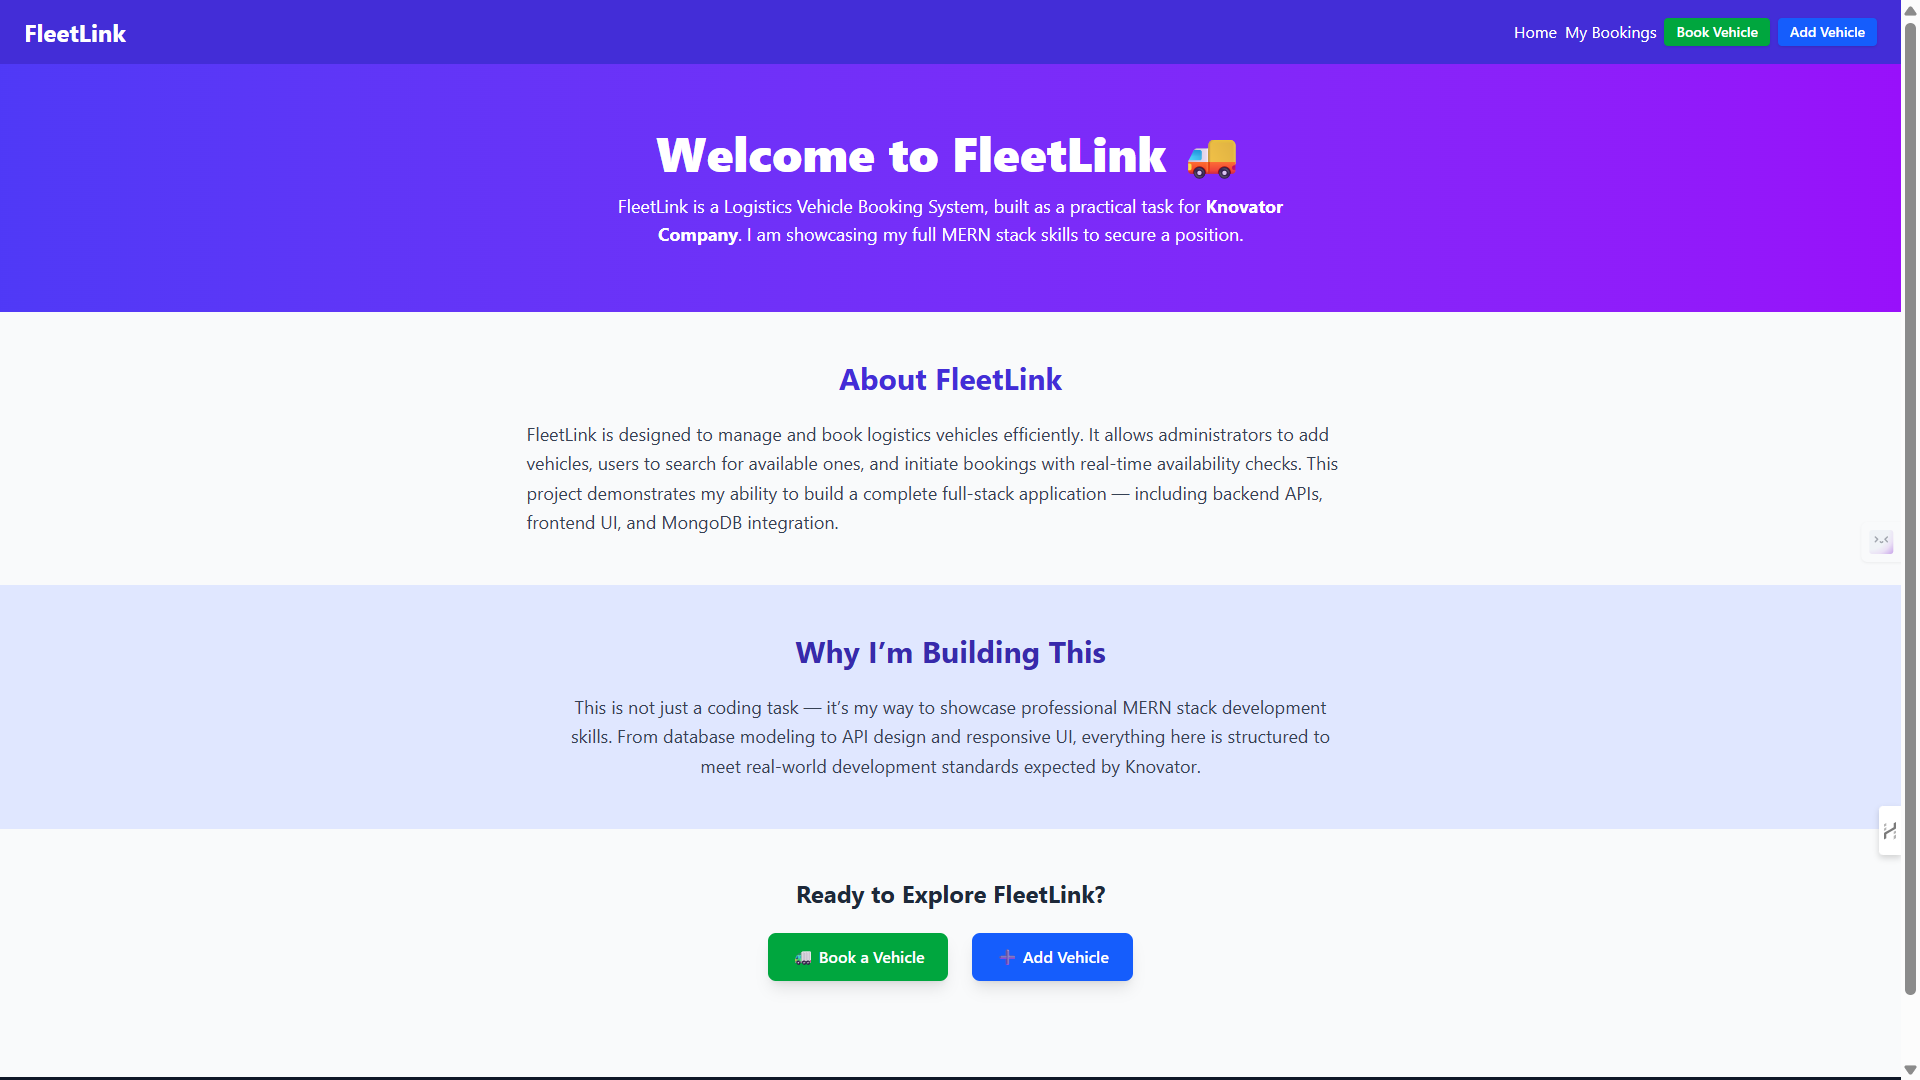 FleetLink
Home My Bookings Book Vehicle Add Vehicle
Welcome to FleetLink 🚚
FleetLink is a Logistics Vehicle Booking System, built as a practical task for Knovator
Company. I am showcasing my full MERN stack skills to secure a position.
About FleetLink
FleetLink is designed to manage and book logistics vehicles efficiently. It allows administrators to add
vehicles, users to search for available ones, and initiate bookings with real-time availability checks. This
project demonstrates my ability to build a complete full-stack application — including backend APIs,
frontend UI, and MongoDB integration.
Why I’m Building This
This is not just a coding task — it’s my way to showcase professional MERN stack development
skills. From database modeling to API design and responsive UI, everything here is structured to
meet real-world development standards expected by Knovator.
Ready to Explore FleetLink?
🚛 Book a Vehicle ➕ Add Vehicle